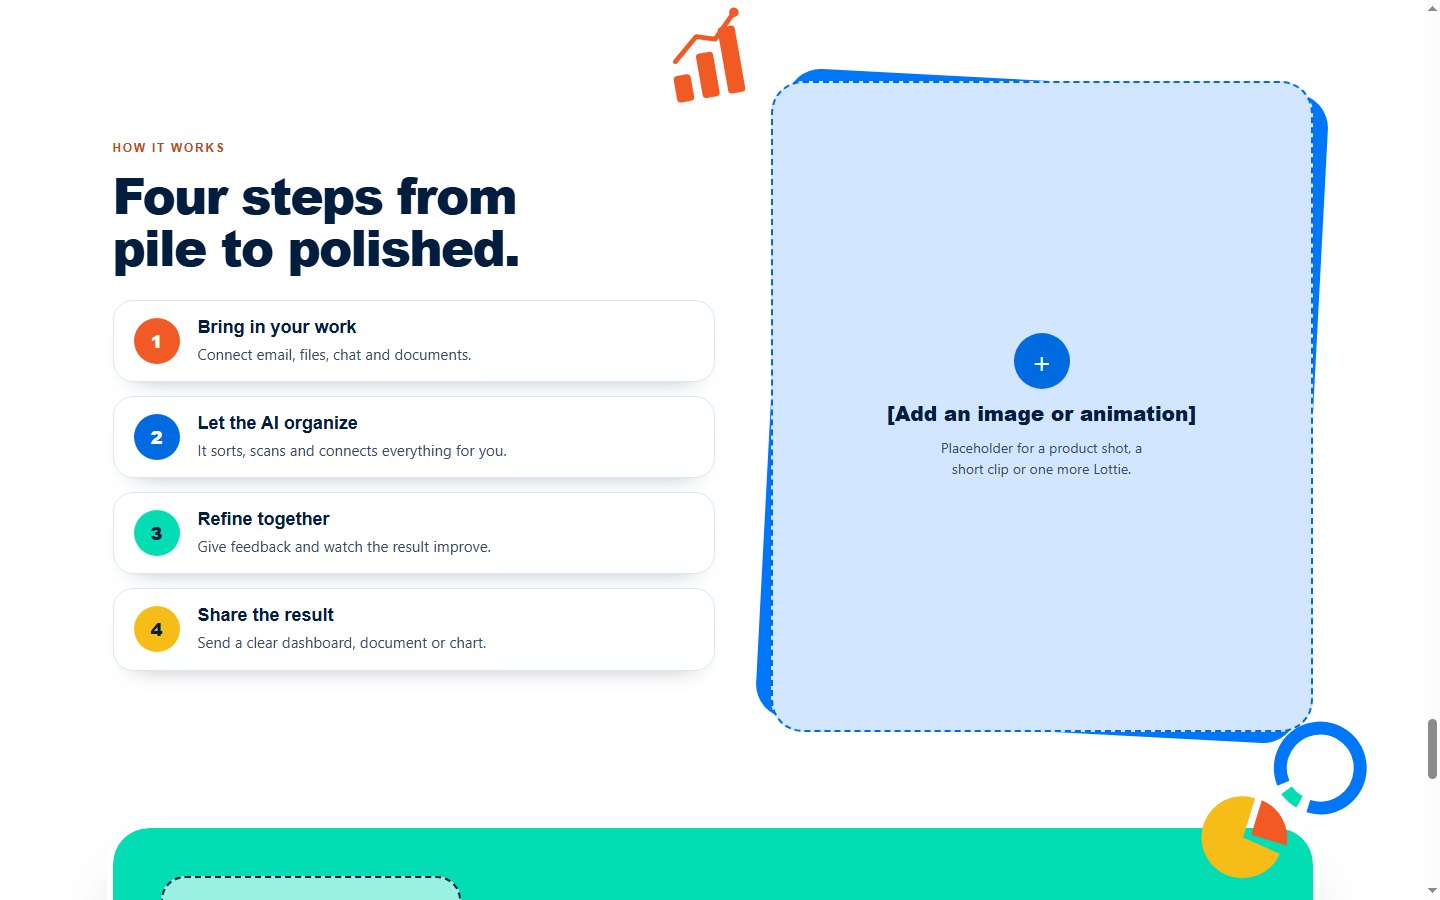 HOW IT WORKS
Four steps from
pile to polished.
1
Bring in your work
Connect email, files, chat and documents.
2
Let the AI organize
It sorts, scans and connects everything for you.
3
Refine together
Give feedback and watch the result improve.
4
Share the result
Send a clear dashboard, document or chart.
+
[Add an image or animation]
Placeholder for a product shot, a
short clip or one more Lottie.